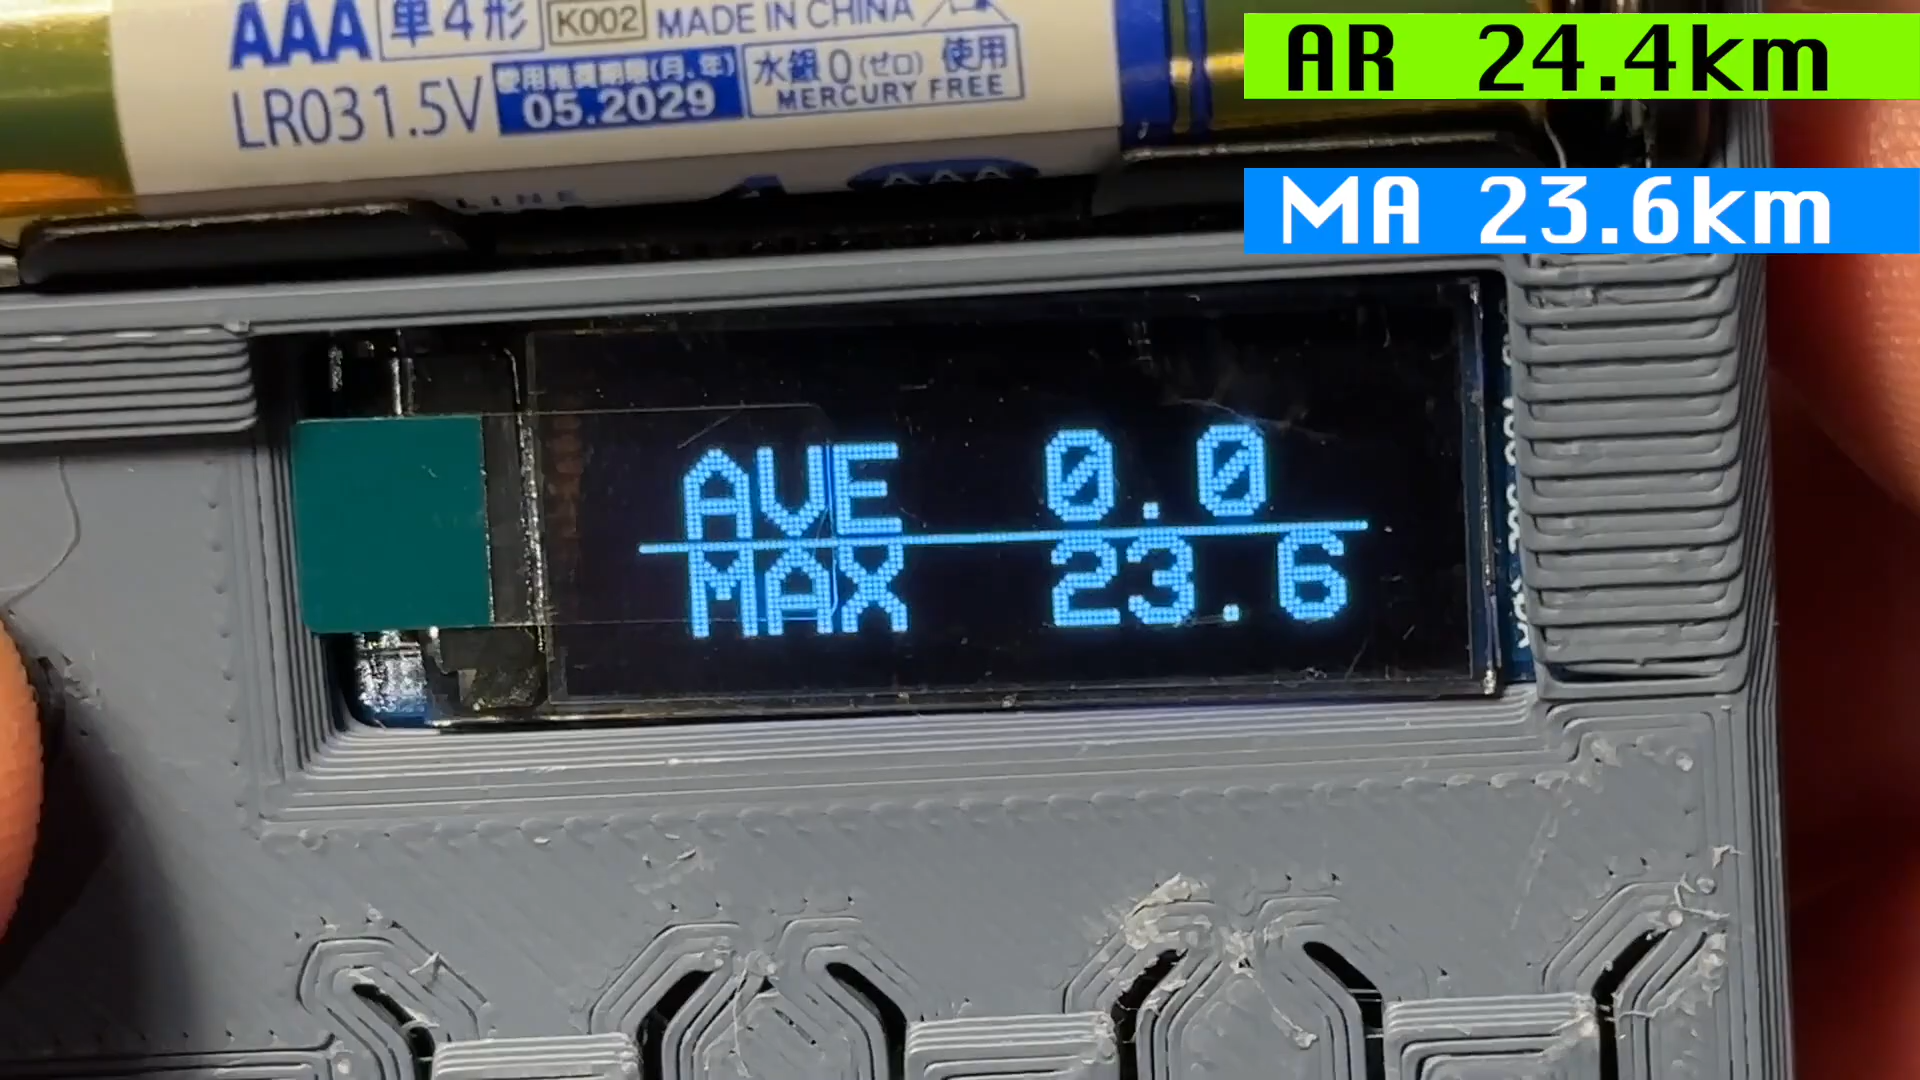 AAA 単4形 K002 MADE IN CHINA
LR03 1.5V 使用推奨期限(月、年) 05.2029 水銀0(ゼロ)使用 MERCURY FREE
LINE AAA
AR 24.4km
MA 23.6km
AVE 0.0
MAX 23.6